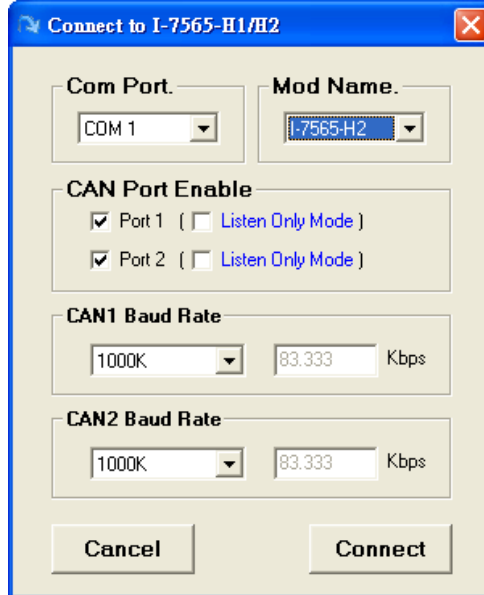 Connect to I-7565-H1/H2
Com Port. Mod Name.
COM 1 I-7565-H2
CAN Port Enable
Port 1 ( Listen Only Mode )
Port 2 ( Listen Only Mode )
CAN1 Baud Rate
1000K 83.333 Kbps
CAN2 Baud Rate
1000K 83.333 Kbps
Cancel Connect